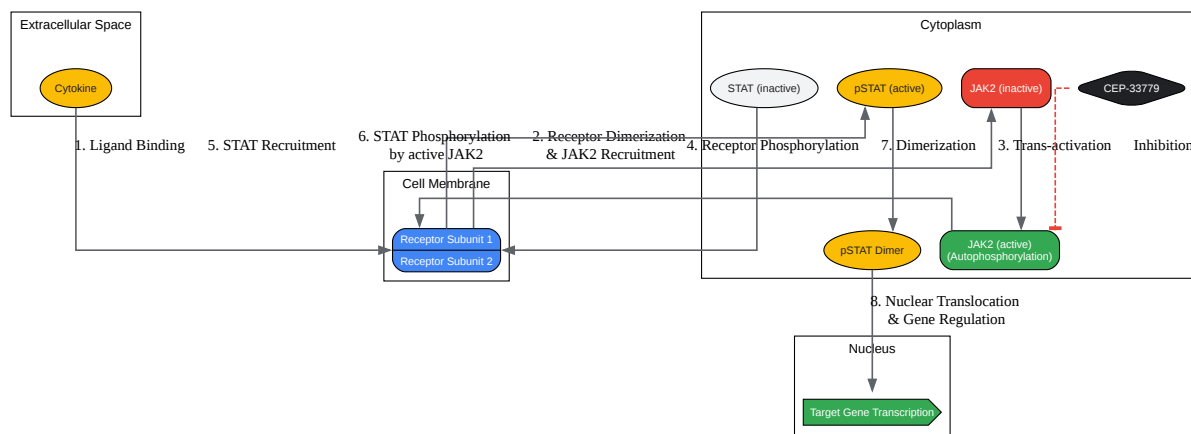 Extracellular Space
Cytoplasm
Cytokine
STAT (inactive)
pSTAT (active)
JAK2 (inactive)
CEP-33779
1. Ligand Binding
5. STAT Recruitment
6. STAT Phosphorylation
by active JAK2
2. Receptor Dimerization
& JAK2 Recruitment
4. Receptor Phosphorylation
7. Dimerization
3. Trans-activation
Inhibition
Cell Membrane
Receptor Subunit 1
Receptor Subunit 2
pSTAT Dimer
JAK2 (active)
(Autophosphorylation)
8. Nuclear Translocation
& Gene Regulation
Nucleus
Target Gene Transcription